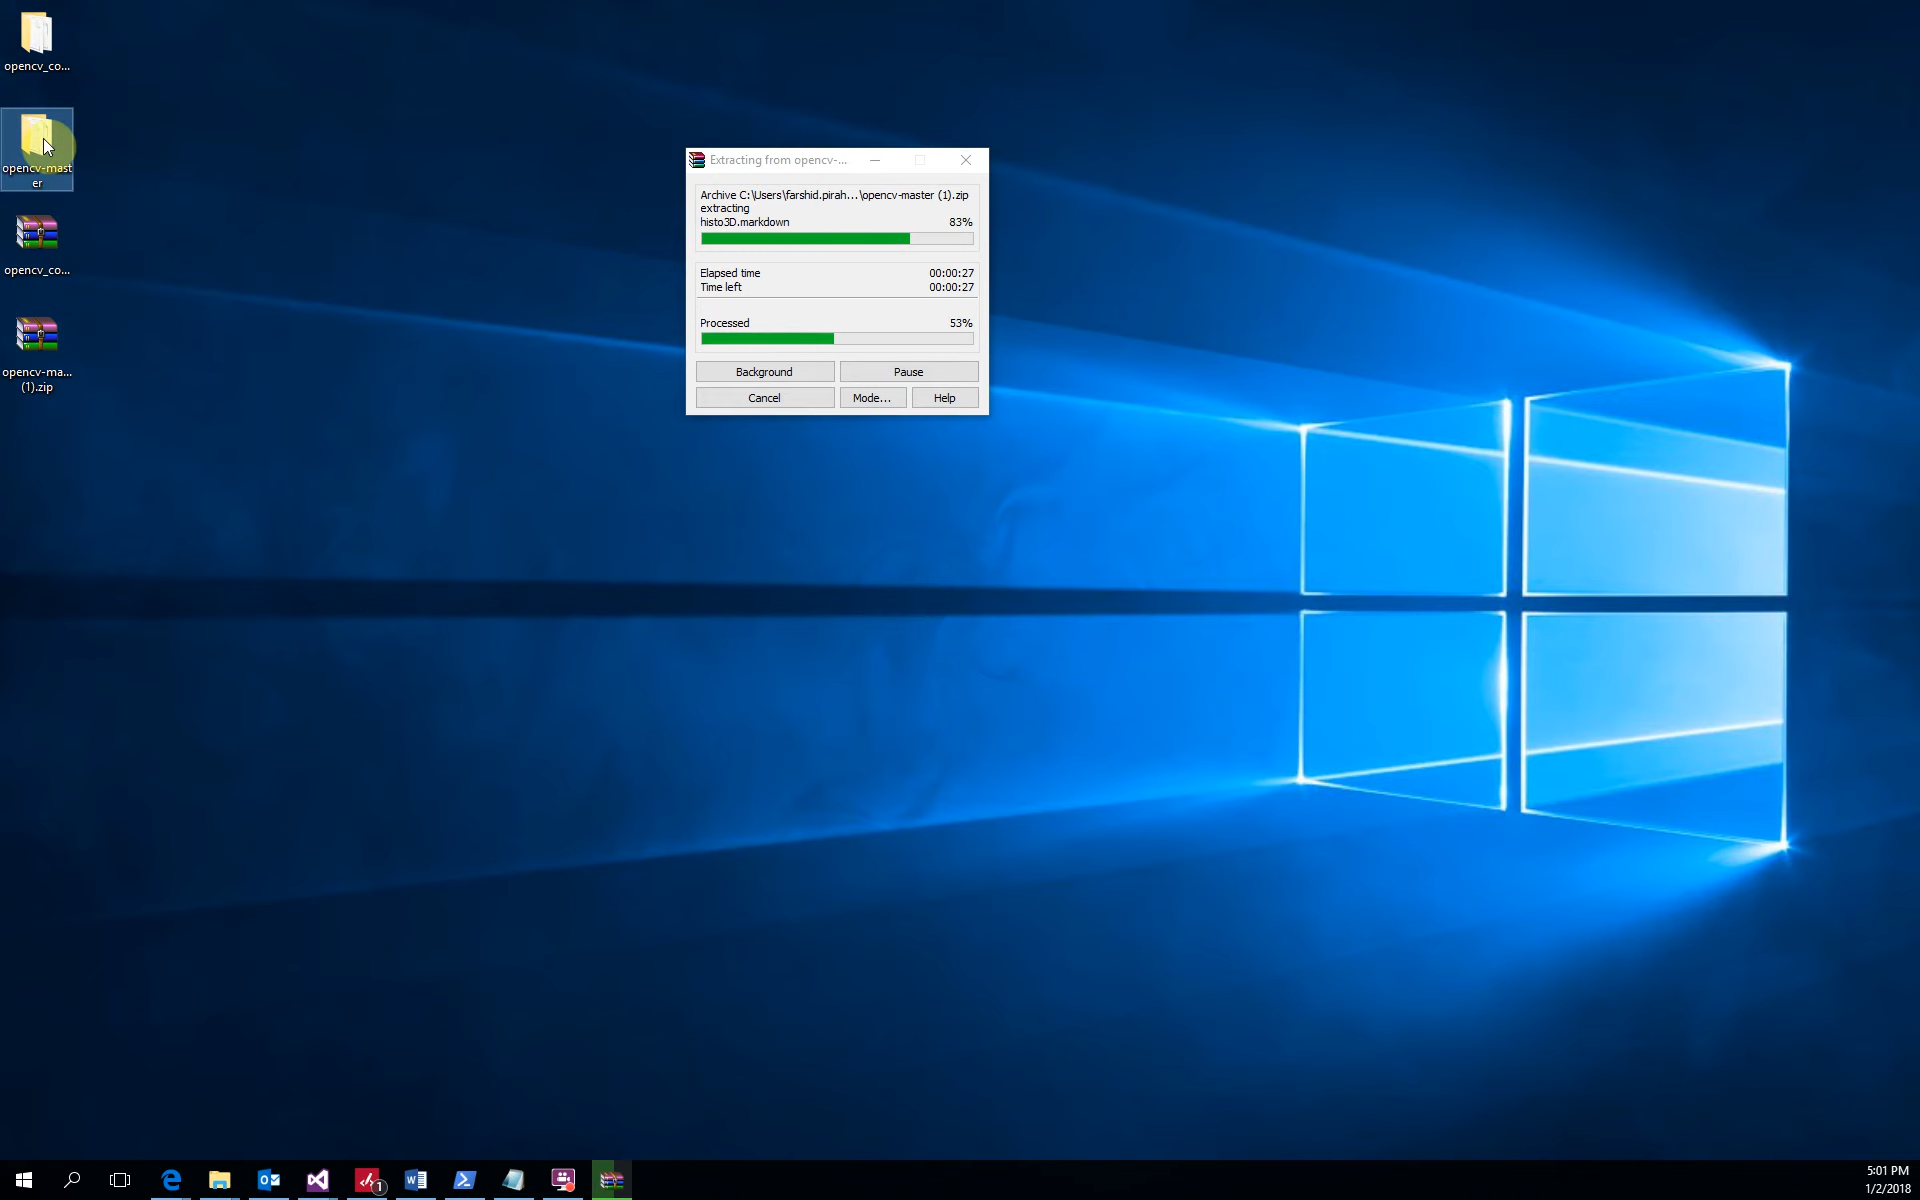 opencv_co...
opencv-mast
er
opencv_co...
opencv-ma...
(1).zip
Extracting from opencv-...
Archive C:\Users\farshid.pirah...\opencv-master (1).zip
extracting
histo3D.markdown 83%
Elapsed time 00:00:27
Time left 00:00:27
Processed 53%
Background Pause
Cancel Mode... Help
1
5:01 PM
1/2/2018